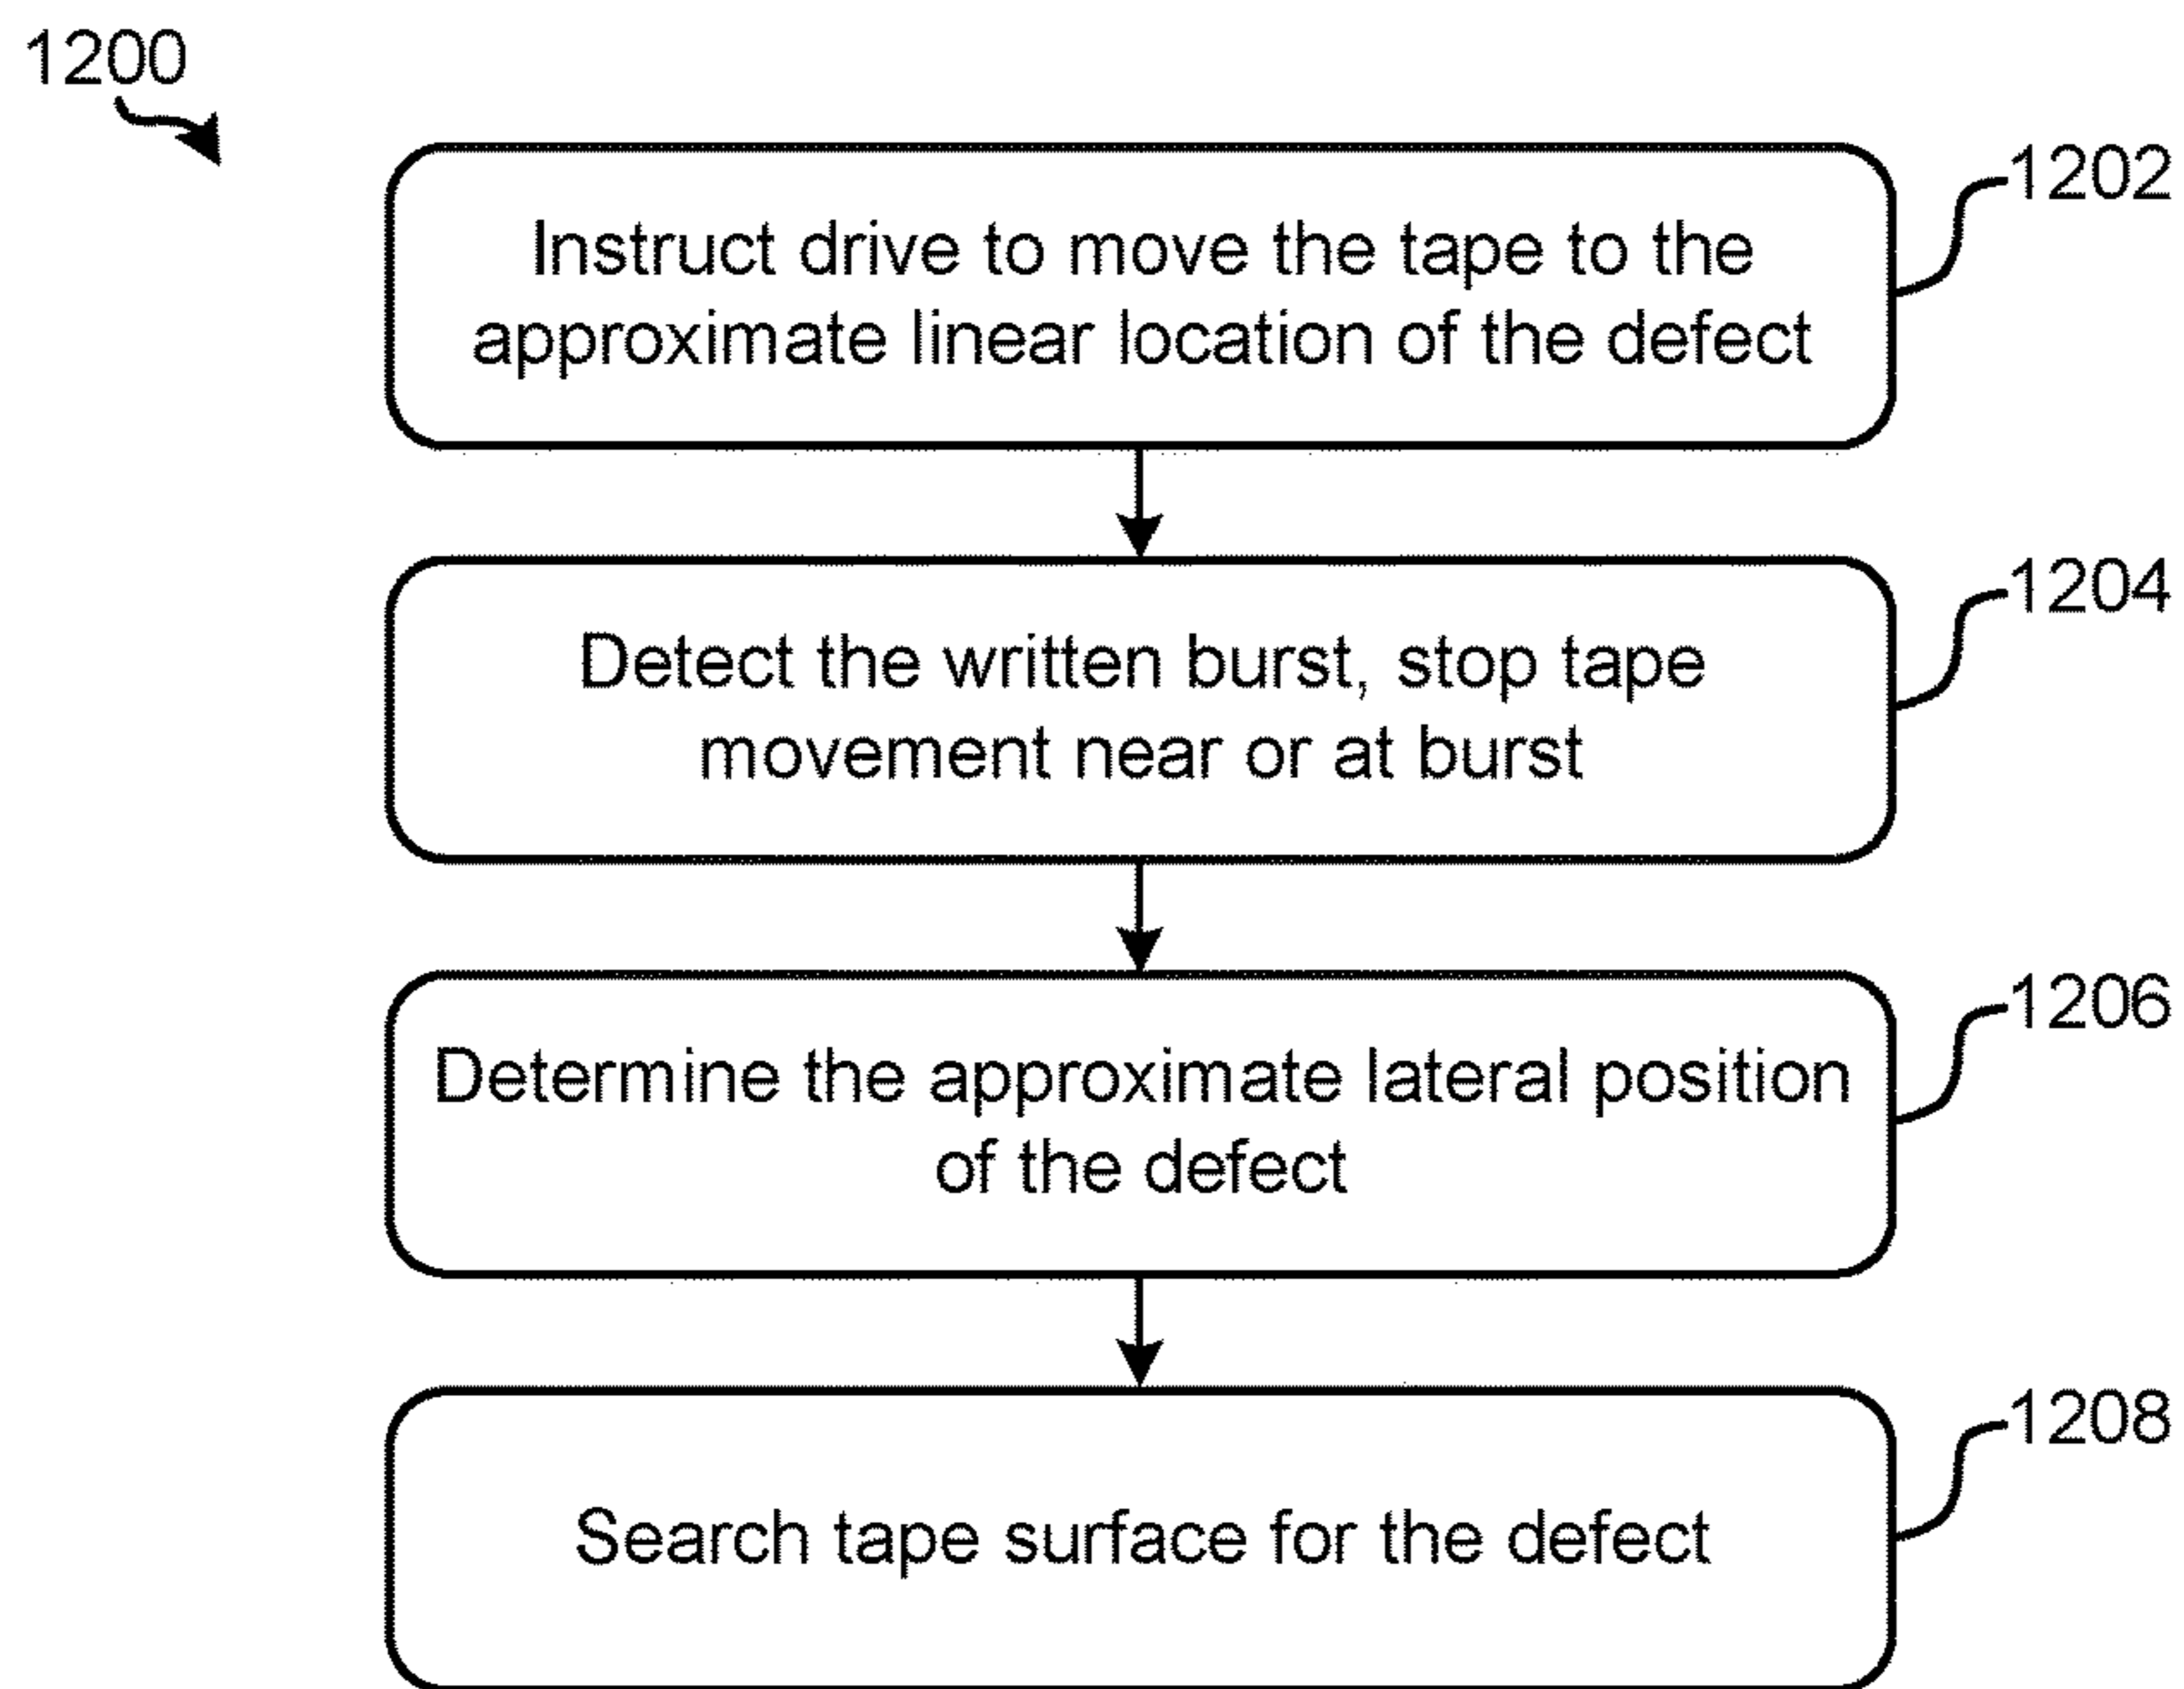 1200
1202
Instruct drive to move the tape to the
approximate linear location of the defect
1204
Detect the written burst, stop tape
movement near or at burst
1206
Determine the approximate lateral position
of the defect
1208
Search tape surface for the defect